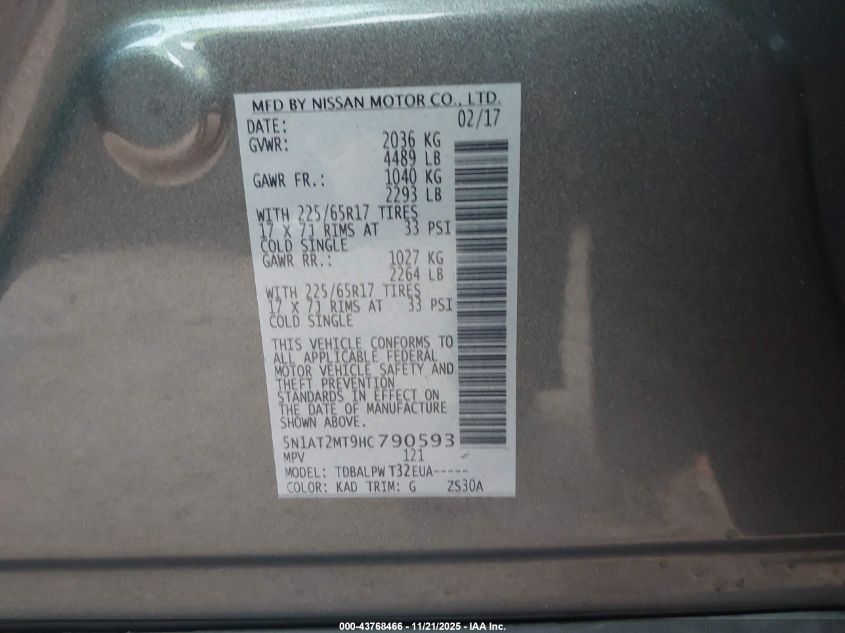 MFD BY NISSAN MOTOR CO., LTD.
DATE: 02/17
GVWR: 2036 KG
4489 LB
GAWR FR.: 1040 KG
2293 LB
WITH 225/65R17 TIRES
17 X 7J RIMS AT 33 PSI
COLD SINGLE
GAWR RR.: 1027 KG
2264 LB
WITH 225/65R17 TIRES
17 X 7J RIMS AT 33 PSI
COLD SINGLE
THIS VEHICLE CONFORMS TO
ALL APPLICABLE FEDERAL
MOTOR VEHICLE SAFETY AND
THEFT PREVENTION
STANDARDS IN EFFECT ON
THE DATE OF MANUFACTURE
SHOWN ABOVE.
5N1AT2MT9HC790593
MPV 121
MODEL: TDBALPW T32EUA-----
COLOR: KAD TRIM: G ZS30A
000-43768466 - 11/21/2025 - IAA Inc.